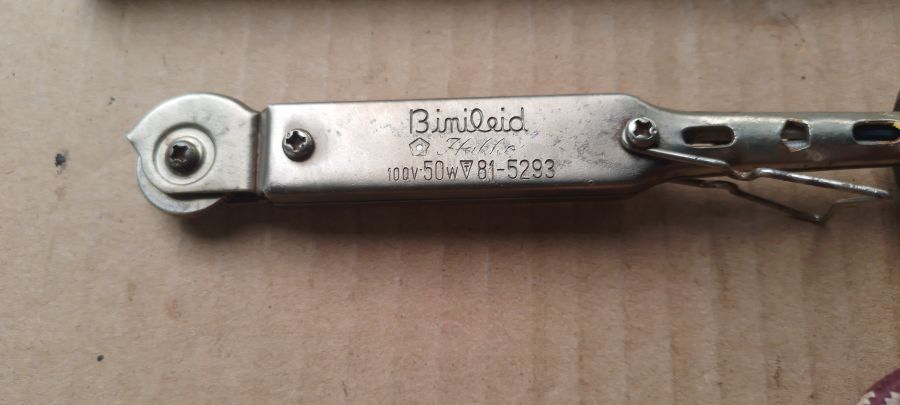 Binileid
Hakko
100V-50W ▽ 81-5293